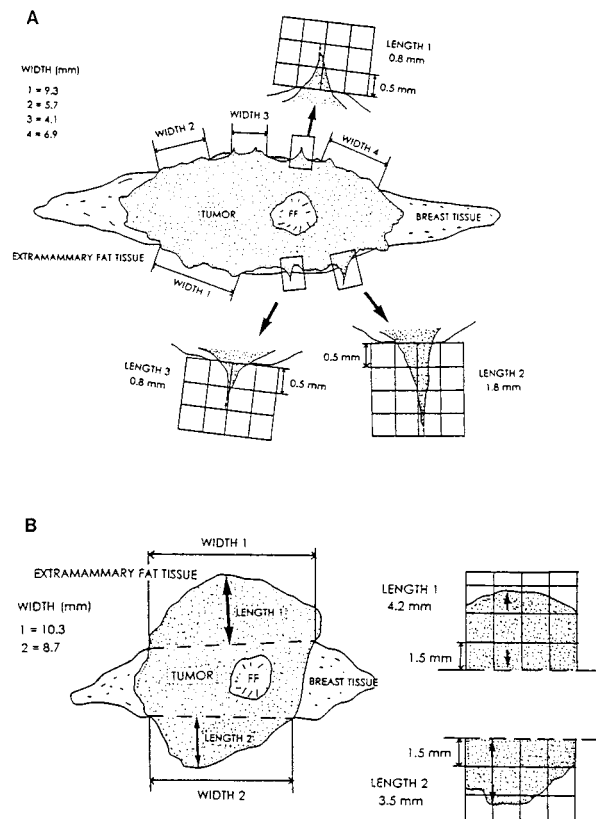 A
WIDTH (mm)
1 = 9.3
2 = 5.7
3 = 4.1
4 = 6.9
LENGTH 1
0.8 mm
0.5 mm
WIDTH 2
WIDTH 3
WIDTH 4
TUMOR
FF
BREAST TISSUE
EXTRAMAMMARY FAT TISSUE
WIDTH 1
LENGTH 3
0.8 mm
0.5 mm
0.5 mm
LENGTH 2
1.8 mm
B
WIDTH 1
EXTRAMAMMARY FAT TISSUE
WIDTH (mm)
1 = 10.3
2 = 8.7
LENGTH 1
TUMOR
FF
BREAST TISSUE
LENGTH 2
WIDTH 2
LENGTH 1
4.2 mm
1.5 mm
1.5 mm
LENGTH 2
3.5 mm